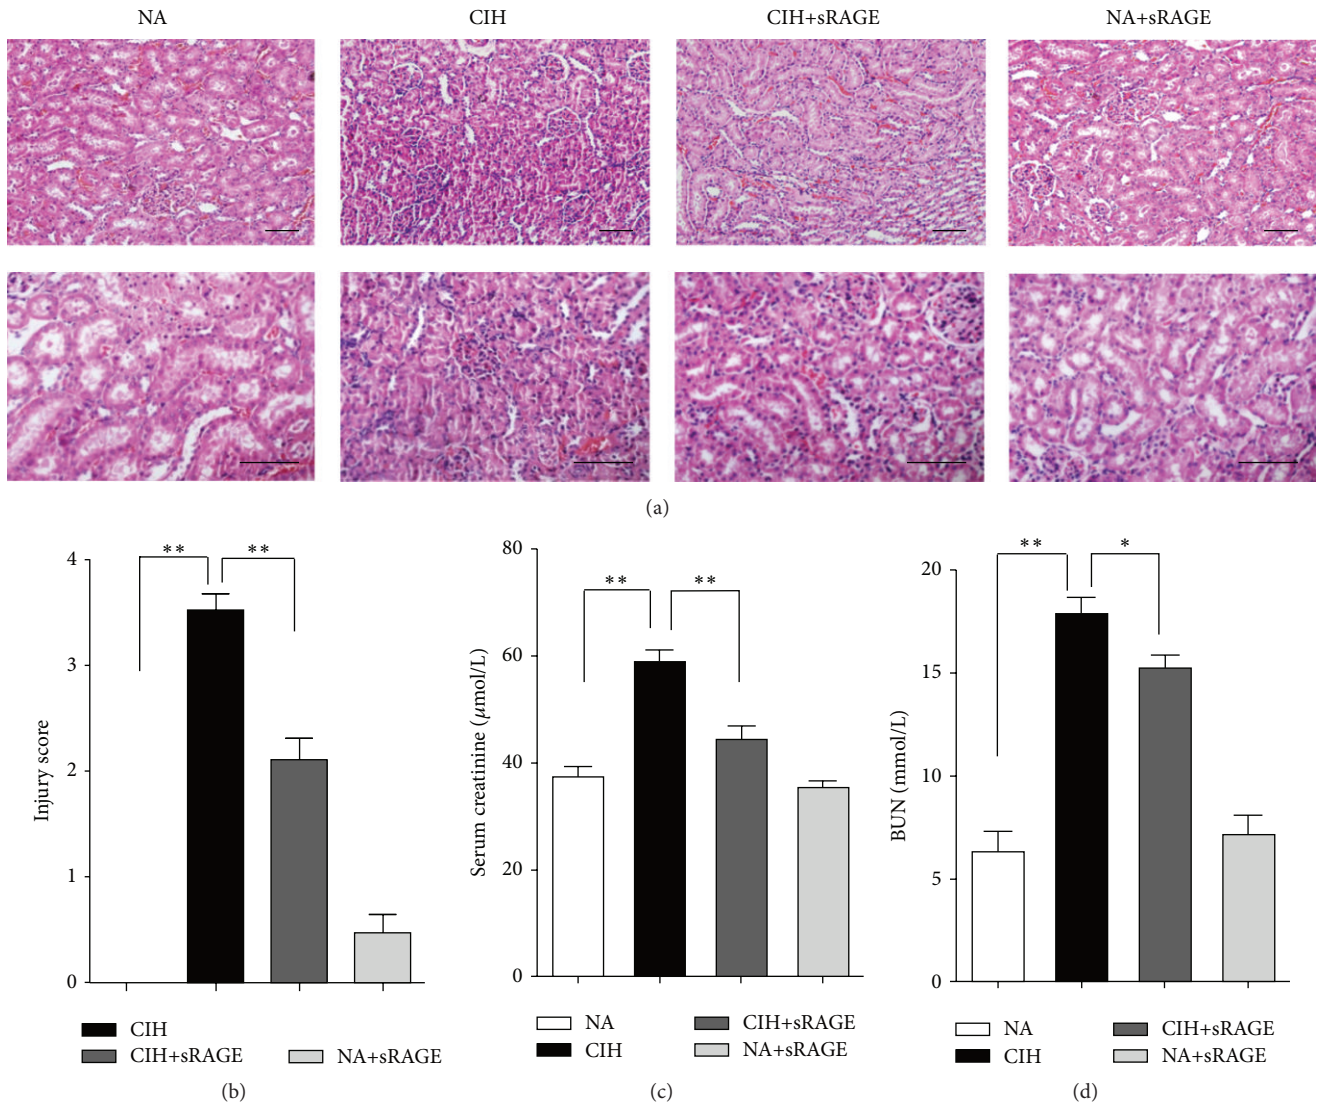 NA CIH CIH+sRAGE NA+sRAGE
(a)
** **
4
3
2
1
0
Injury score
CIH
CIH+sRAGE NA+sRAGE
(b)
** **
80
60
40
20
0
Serum creatinine (μmol/L)
NA CIH+sRAGE
CIH NA+sRAGE
(c)
** *
20
15
10
5
0
BUN (mmol/L)
NA CIH+sRAGE
CIH NA+sRAGE
(d)